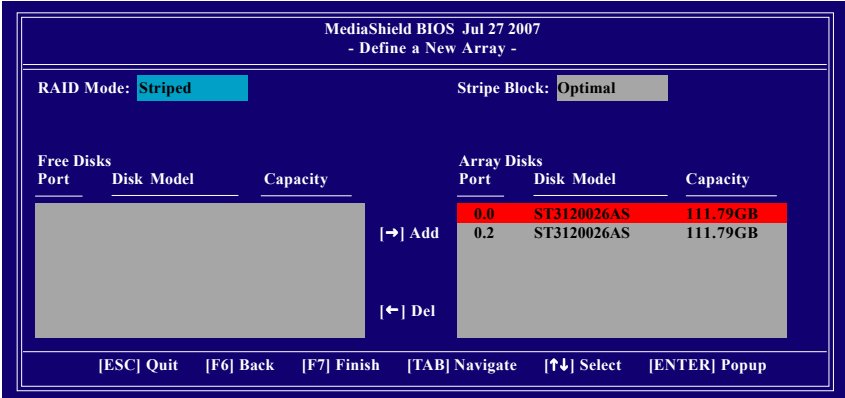 MediaShield BIOS Jul 27 2007
- Define a New Array -
RAID Mode: Striped
Stripe Block: Optimal
Free Disks
Port Disk Model Capacity
Array Disks
Port Disk Model Capacity
0.0 ST3120026AS 111.79GB
0.2 ST3120026AS 111.79GB
[→] Add
[←] Del
[ESC] Quit [F6] Back [F7] Finish [TAB] Navigate [↑↓] Select [ENTER] Popup